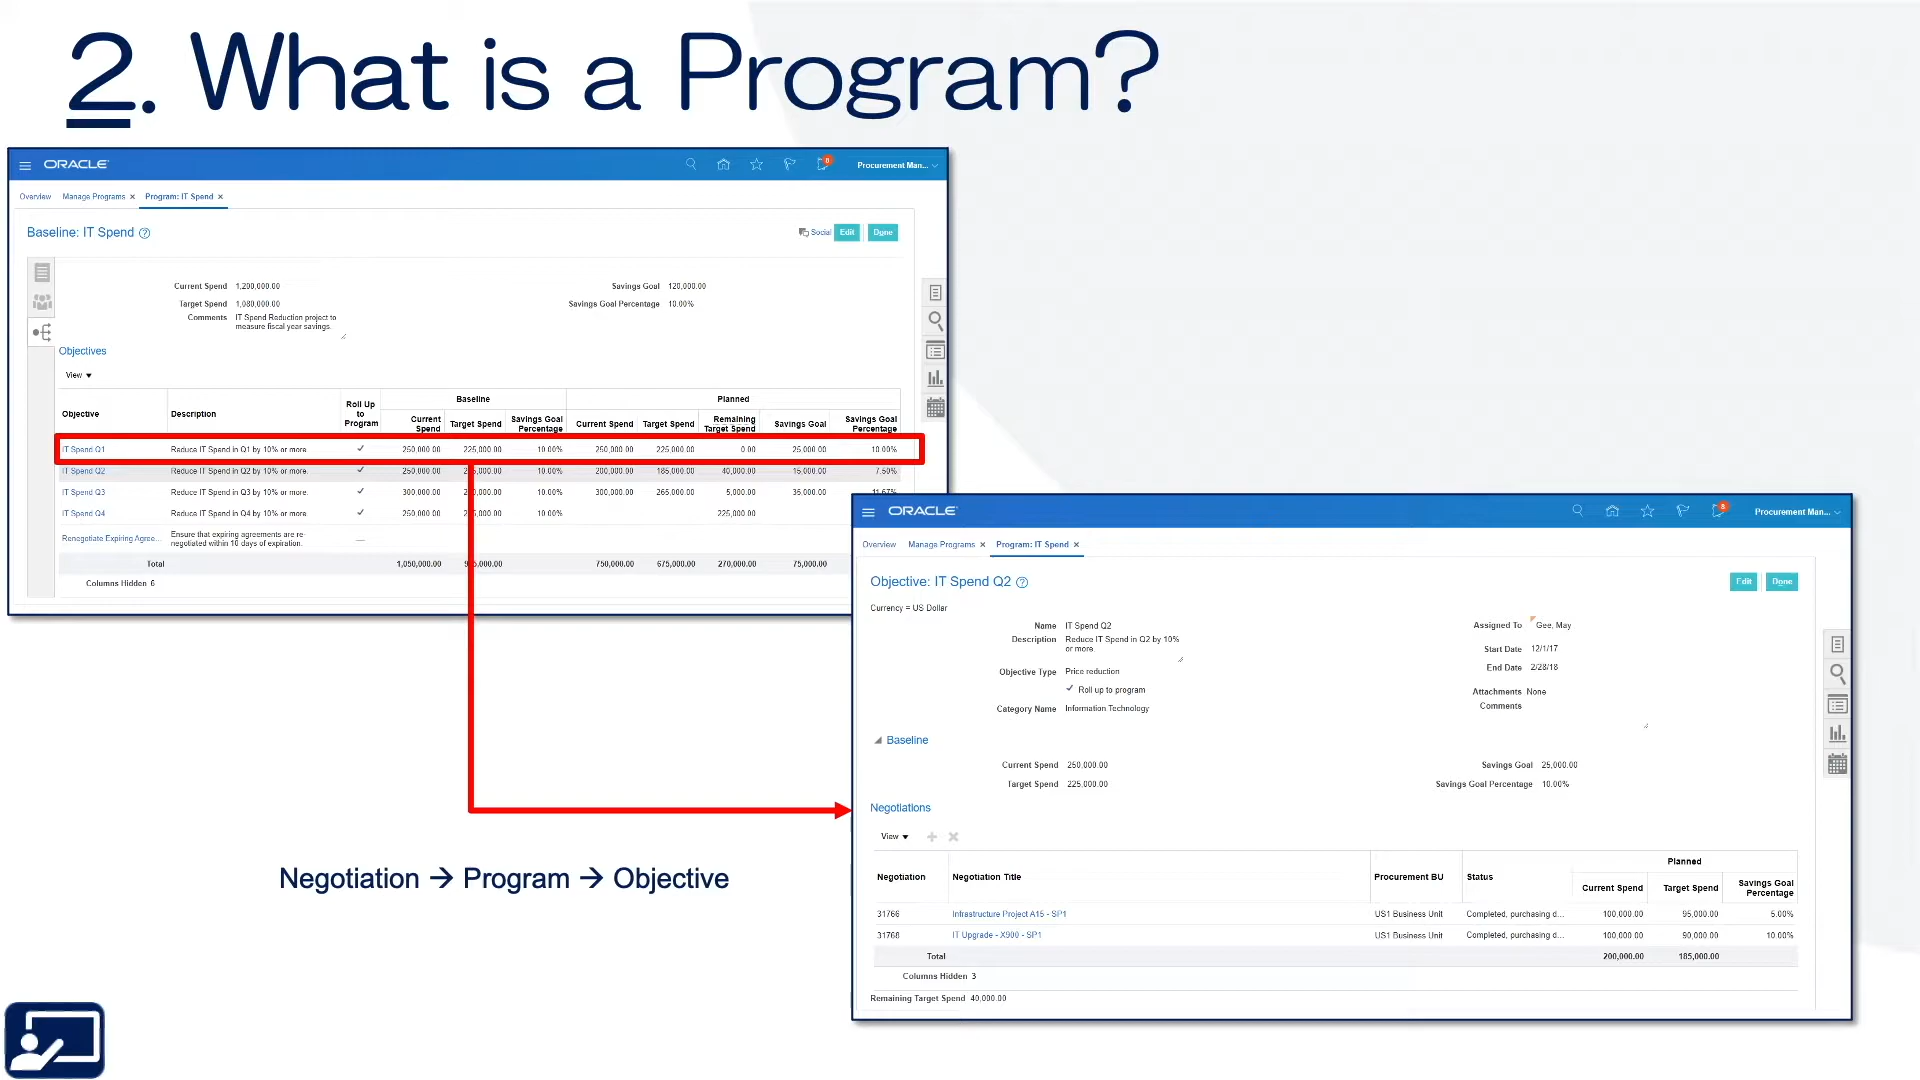 2. What is a Program?
ORACLE
8
Procurement Man...
Overview Manage Programs × Program: IT Spend ×
Baseline: IT Spend ?
Social Edit Done
Current Spend 1,200,000.00 Savings Goal 120,000.00
Target Spend 1,080,000.00 Savings Goal Percentage 10.00%
Comments IT Spend Reduction project to
measure fiscal year savings.
Objectives
View
Baseline Planned
Objective Description Roll Up to Program Current Spend Target Spend Savings Goal Percentage Current Spend Target Spend Remaining Target Spend Savings Goal Savings Goal Percentage
IT Spend Q1 Reduce IT Spend in Q1 by 10% or more. 250,000.00 225,000.00 10.00% 250,000.00 225,000.00 0.00 25,000.00 10.00%
IT Spend Q2 Reduce IT Spend in Q2 by 10% or more. 250,000.00 10.00% 200,000.00 185,000.00 40,000.00 15,000.00 7.50%
IT Spend Q3 Reduce IT Spend in Q3 by 10% or more. 300,000.00 10.00% 300,000.00 265,000.00 5,000.00 35,000.00 11.67%
IT Spend Q4 Reduce IT Spend in Q4 by 10% or more. 250,000.00 10.00% 225,000.00
Renegotiate Expiring Agree... Ensure that expiring agreements are re-
negotiated within 10 days of expiration.
Total 1,050,000.00 750,000.00 675,000.00 270,000.00 75,000.00
Columns Hidden 6
ORACLE
8
Procurement Man...
Overview Manage Programs × Program: IT Spend ×
Objective: IT Spend Q2 ?
Edit Done
Currency = US Dollar
Name IT Spend Q2 Assigned To Gee, May
Description Reduce IT Spend in Q2 by 10%
or more.
Start Date 12/1/17
End Date 2/28/18
Objective Type Price reduction
Roll up to program
Attachments None
Category Name Information Technology Comments
Baseline
Current Spend 250,000.00 Savings Goal 25,000.00
Target Spend 225,000.00 Savings Goal Percentage 10.00%
Negotiations
View
Planned
Negotiation Negotiation Title Procurement BU Status Current Spend Target Spend Savings Goal Percentage
31766 Infrastructure Project A15 - SP1 US1 Business Unit Completed, purchasing d... 100,000.00 95,000.00 5.00%
31768 IT Upgrade - X900 - SP1 US1 Business Unit Completed, purchasing d... 100,000.00 90,000.00 10.00%
Total 200,000.00 185,000.00
Columns Hidden 3
Remaining Target Spend 40,000.00
Negotiation → Program → Objective